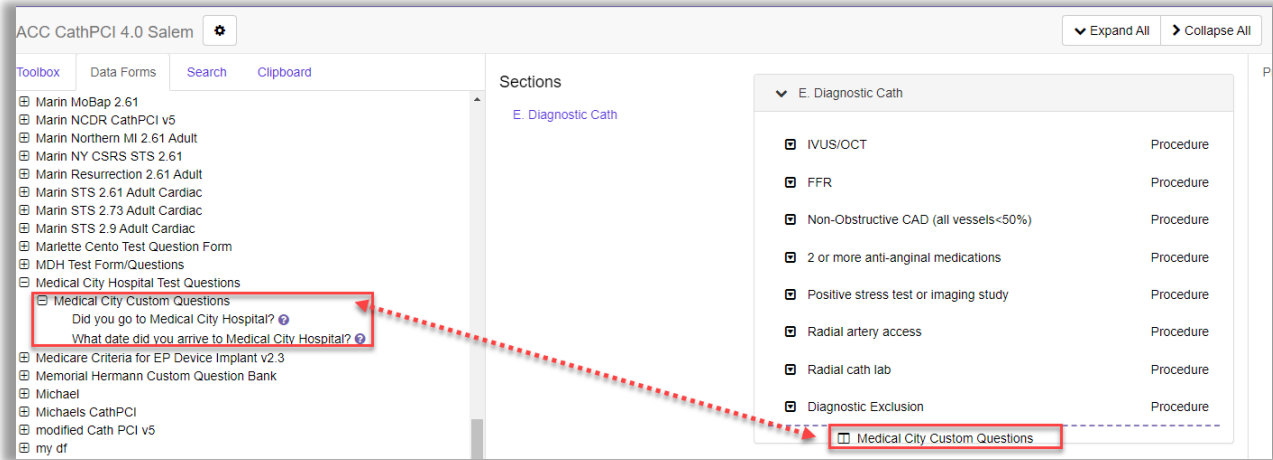 ACC CathPCI 4.0 Salem
Expand All
Collapse All
Toolbox
Data Forms
Search
Clipboard
Marin MoBap 2.61
Marin NCDR CathPCI v5
Marin Northern MI 2.61 Adult
Marin NY CSRS STS 2.61
Marin Resurrection 2.61 Adult
Marin STS 2.61 Adult Cardiac
Marin STS 2.73 Adult Cardiac
Marin STS 2.9 Adult Cardiac
Marlette Cento Test Question Form
MDH Test Form/Questions
Medical City Hospital Test Questions
Medical City Custom Questions
Did you go to Medical City Hospital? ?
What date did you arrive to Medical City Hospital? ?
Medicare Criteria for EP Device Implant v2.3
Memorial Hermann Custom Question Bank
Michael
Michaels CathPCI
modified Cath PCI v5
my df
Sections
E. Diagnostic Cath
E. Diagnostic Cath
IVUS/OCT Procedure
FFR Procedure
Non-Obstructive CAD (all vessels<50%) Procedure
2 or more anti-anginal medications Procedure
Positive stress test or imaging study Procedure
Radial artery access Procedure
Radial cath lab Procedure
Diagnostic Exclusion Procedure
Medical City Custom Questions
P